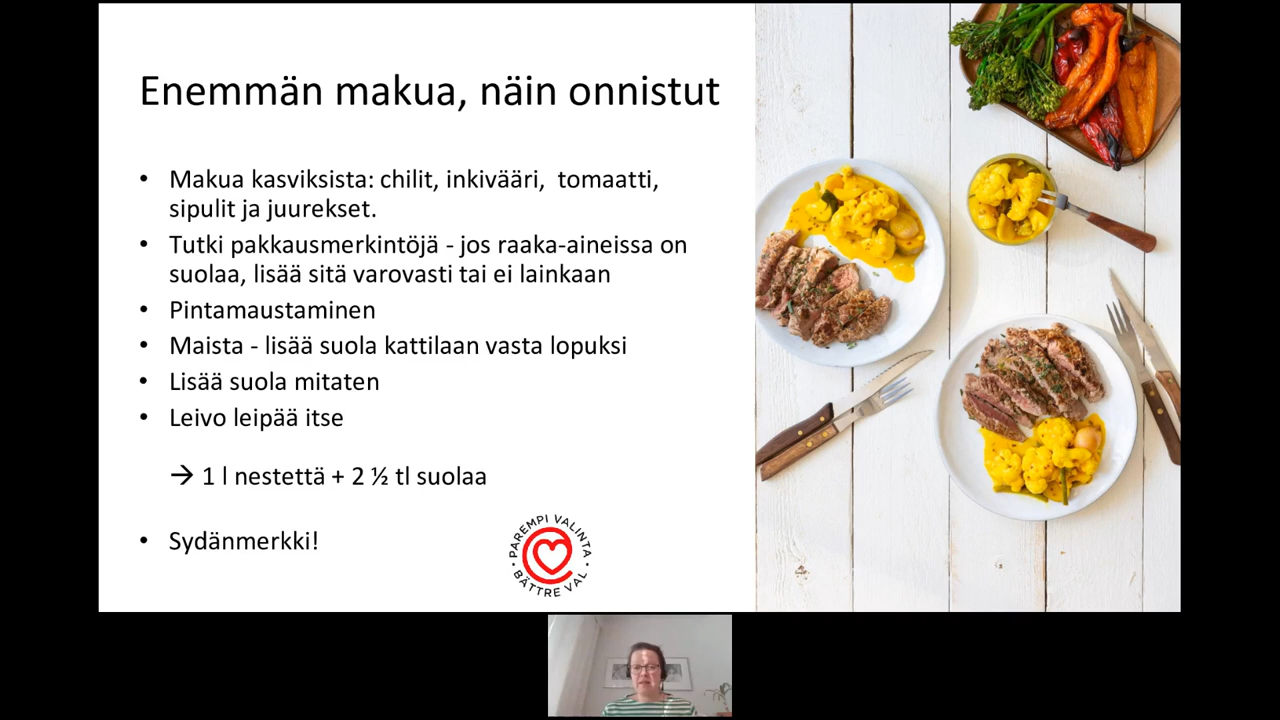 Enemmän makua, näin onnistut
• Makua kasviksista: chilit, inkivääri, tomaatti,
sipulit ja juurekset.
• Tutki pakkausmerkintöjä - jos raaka-aineissa on
suolaa, lisää sitä varovasti tai ei lainkaan
• Pintamaustaminen
• Maista - lisää suola kattilaan vasta lopuksi
• Lisää suola mitaten
• Leivo leipää itse
→ 1 l nestettä + 2 ½ tl suolaa
• Sydänmerkki!
PAREMPI VALINTA
• BÄTTRE VAL •